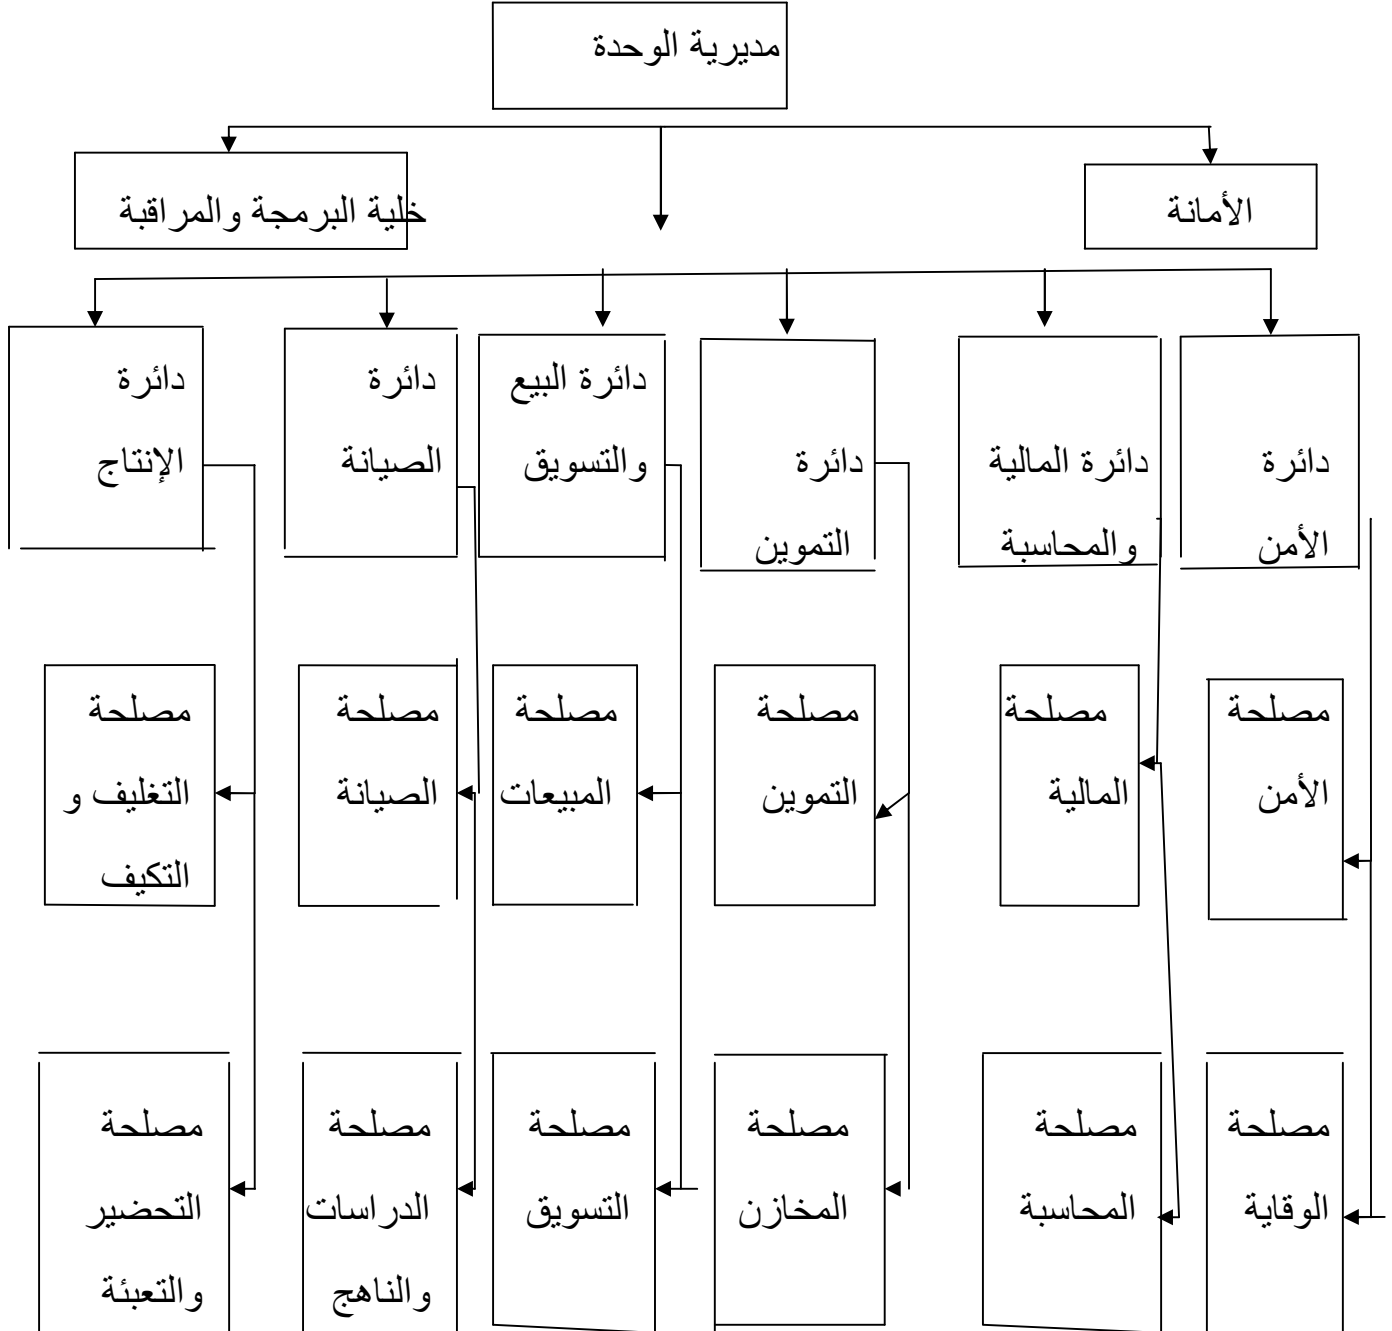 مديرية الوحدة
الأمانة
خلية البرمجة والمراقبة
دائرة
الأمن
دائرة المالية
والمحاسبة
دائرة
التموين
دائرة البيع
والتسويق
دائرة
الصيانة
دائرة
الإنتاج
مصلحة
الأمن
مصلحة
المالية
مصلحة
التموين
مصلحة
المبيعات
مصلحة
الصيانة
مصلحة
التغليف و
التكيف
مصلحة
الوقاية
مصلحة
المحاسبة
مصلحة
المخازن
مصلحة
التسويق
مصلحة
الدراسات
والناهج
مصلحة
التحضير
والتعبئة